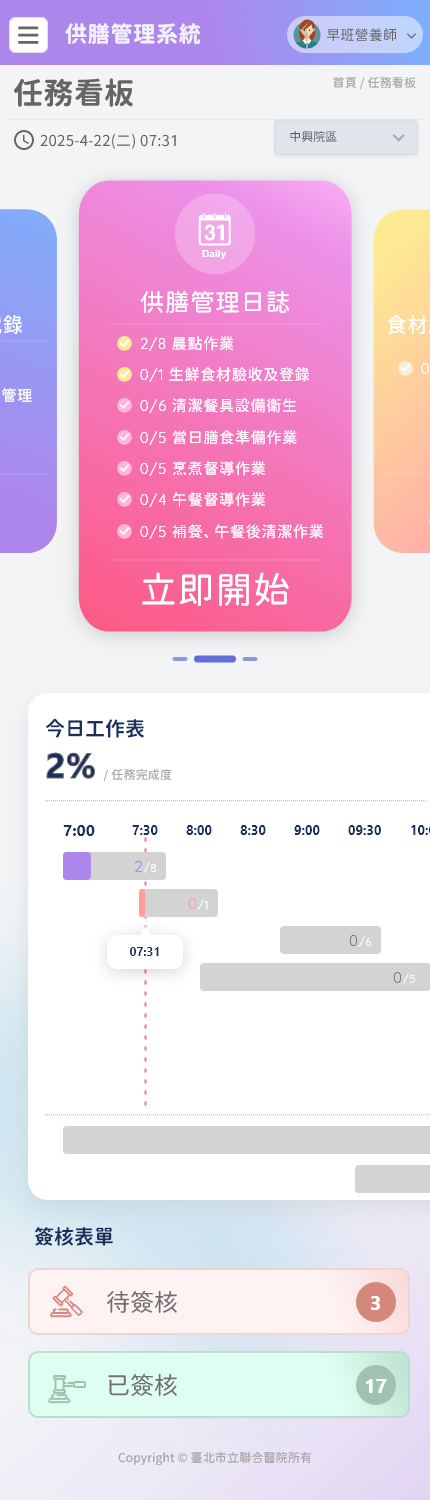 供膳管理系統
早班營養師
任務看板
首頁 / 任務看板
2025-4-22(二) 07:31
中興院區
31
Daily
供膳管理日誌
2/8 晨點作業
0/1 生鮮食材驗收及登錄
0/6 清潔餐具設備衛生
0/5 當日膳食準備作業
0/5 烹煮督導作業
0/4 午餐督導作業
0/5 補餐、午餐後清潔作業
立即開始
錄
管理
食材
0
今日工作表
2% / 任務完成度
7:00 7:30 8:00 8:30 9:00 09:30 10:0
2/8
0/1
0/6
07:31
0/5
簽核表單
待簽核 3
已簽核 17
Copyright © 臺北市立聯合醫院所有